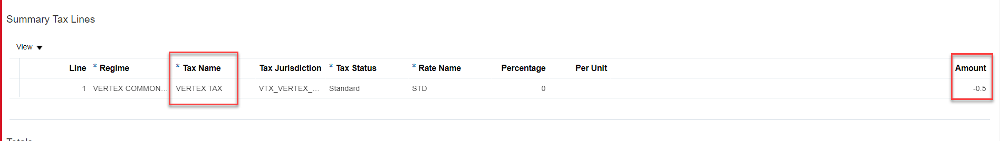 Summary Tax Lines
View
Line * Regime * Tax Name Tax Jurisdiction * Tax Status * Rate Name Percentage Per Unit Amount
1 VERTEX COMMON... VERTEX TAX VTX_VERTEX_... Standard STD 0 -0.5
Totals